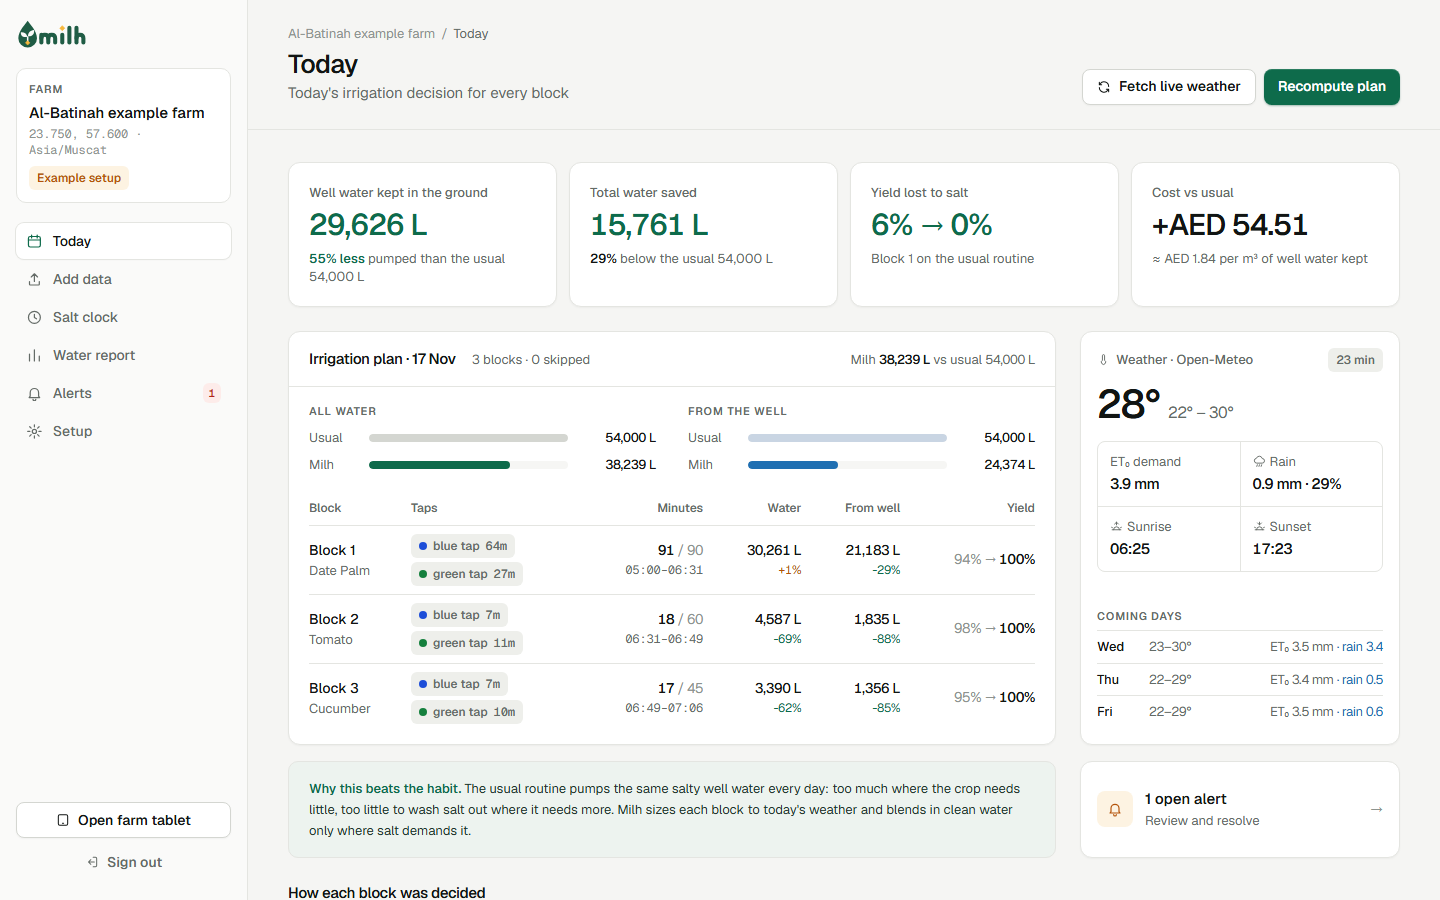 milh
FARM
Al-Batinah example farm
23.750, 57.600 ·
Asia/Muscat
Example setup
Today
Add data
Salt clock
Water report
Alerts
1
Setup
Open farm tablet
Sign out
Al-Batinah example farm / Today
Today
Today's irrigation decision for every block
Fetch live weather
Recompute plan
Well water kept in the ground
29,626 L
55% less pumped than the usual
54,000 L
Total water saved
15,761 L
29% below the usual 54,000 L
Yield lost to salt
6% → 0%
Block 1 on the usual routine
Cost vs usual
+AED 54.51
≈ AED 1.84 per m³ of well water kept
Irrigation plan · 17 Nov
3 blocks · 0 skipped
Milh 38,239 L vs usual 54,000 L
ALL WATER
Usual 54,000 L
Milh 38,239 L
FROM THE WELL
Usual 54,000 L
Milh 24,374 L
Block Taps Minutes Water From well Yield
Block 1 blue tap 64m 91 / 90 30,261 L 21,183 L 94% → 100%
Date Palm green tap 27m 05:00–06:31 +1% -29%
Block 2 blue tap 7m 18 / 60 4,587 L 1,835 L 98% → 100%
Tomato green tap 11m 06:31–06:49 -69% -88%
Block 3 blue tap 7m 17 / 45 3,390 L 1,356 L 95% → 100%
Cucumber green tap 10m 06:49–07:06 -62% -85%
Weather · Open-Meteo
23 min
28° 22° – 30°
ET₀ demand
3.9 mm
Rain
0.9 mm · 29%
Sunrise
06:25
Sunset
17:23
COMING DAYS
Wed 23–30° ET₀ 3.5 mm · rain 3.4
Thu 22–29° ET₀ 3.4 mm · rain 0.5
Fri 22–29° ET₀ 3.5 mm · rain 0.6
Why this beats the habit. The usual routine pumps the same salty well water every day: too much where the crop needs
little, too little to wash salt out where it needs more. Milh sizes each block to today's weather and blends in clean water
only where salt demands it.
1 open alert
Review and resolve
→
How each block was decided